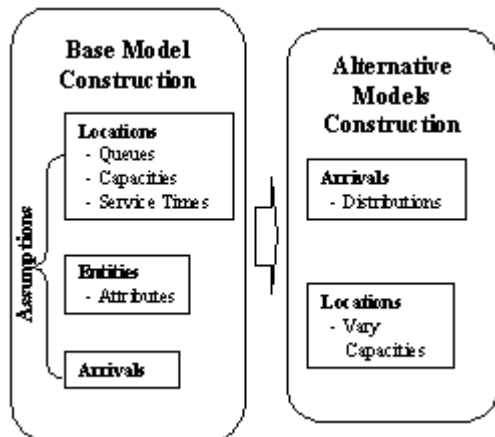 Base Model
Construction
Locations
- Queues
- Capacities
- Service Times
Assumptions
Entities
- Attributes
Arrivals
Alternative
Models
Construction
Arrivals
- Distributions
Locations
- Vary
Capacities